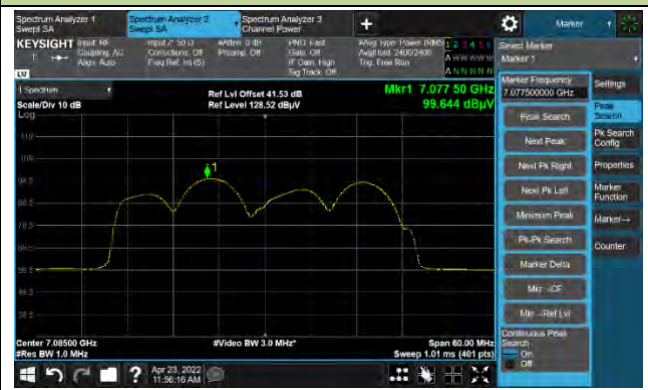 Spectrum Analyzer 1
Swept SA
Spectrum Analyzer 2
Swept SA
Spectrum Analyzer 3
Channel Power
Marker
KEYSIGHT
Input: RF
Coupling: AC
Align: Auto
Input Z: 50 Ω
Corrections: Off
Freq Ref: Int (S)
#Atten: 0 dB
Preamp: Off
PNO: Fast
Gate: Off
IF Gain: High
Sig Track: Off
#Avg Type: Power (RMS)
Avg|Hold: 2400/2400
Trig: Free Run
1 2 3 4 5 6
A W W W W W
A N N N N N
LV
Select Marker
Marker 1
1 Spectrum
Scale/Div 10 dB
Log
Ref Lvl Offset 41.53 dB
Ref Level 128.52 dBµV
Mkr1 7.077 50 GHz
99.644 dBµV
1
Center 7.08500 GHz
#Res BW 1.0 MHz
#Video BW 3.0 MHz*
Span 60.00 MHz
Sweep 1.01 ms (401 pts)
Marker Frequency
7.077500000 GHz
Peak Search
Next Peak
Next Pk Right
Next Pk Left
Minimum Peak
Pk-Pk Search
Marker Delta
Mkr→CF
Mkr→Ref Lvl
Continuous Peak
Search
On
Off
Settings
Peak
Search
Pk Search
Config
Properties
Marker
Function
Marker→
Counter
Apr 23, 2022
11:56:16 AM